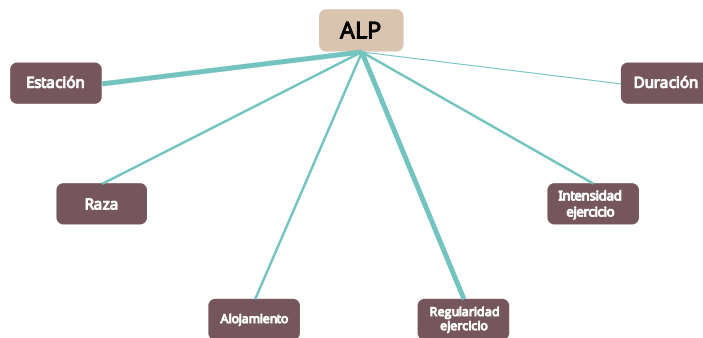 ALP
Estación
Duración
Raza
Intensidad
ejercicio
Alojamiento
Regularidad
ejercicio